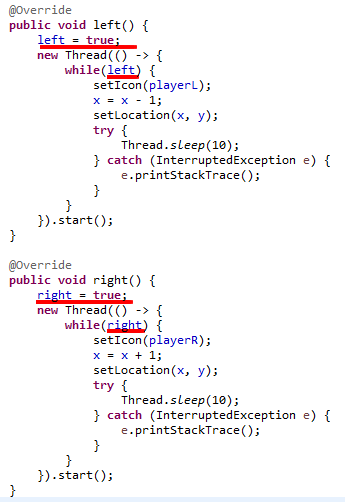 @Override
public void left() {
left = true;
new Thread(() -> {
while(left) {
setIcon(playerL);
x = x - 1;
setLocation(x, y);
try {
Thread.sleep(10);
} catch (InterruptedException e) {
e.printStackTrace();
}
}
}).start();
}
@Override
public void right() {
right = true;
new Thread(() -> {
while(right) {
setIcon(playerR);
x = x + 1;
setLocation(x, y);
try {
Thread.sleep(10);
} catch (InterruptedException e) {
e.printStackTrace();
}
}
}).start();
}